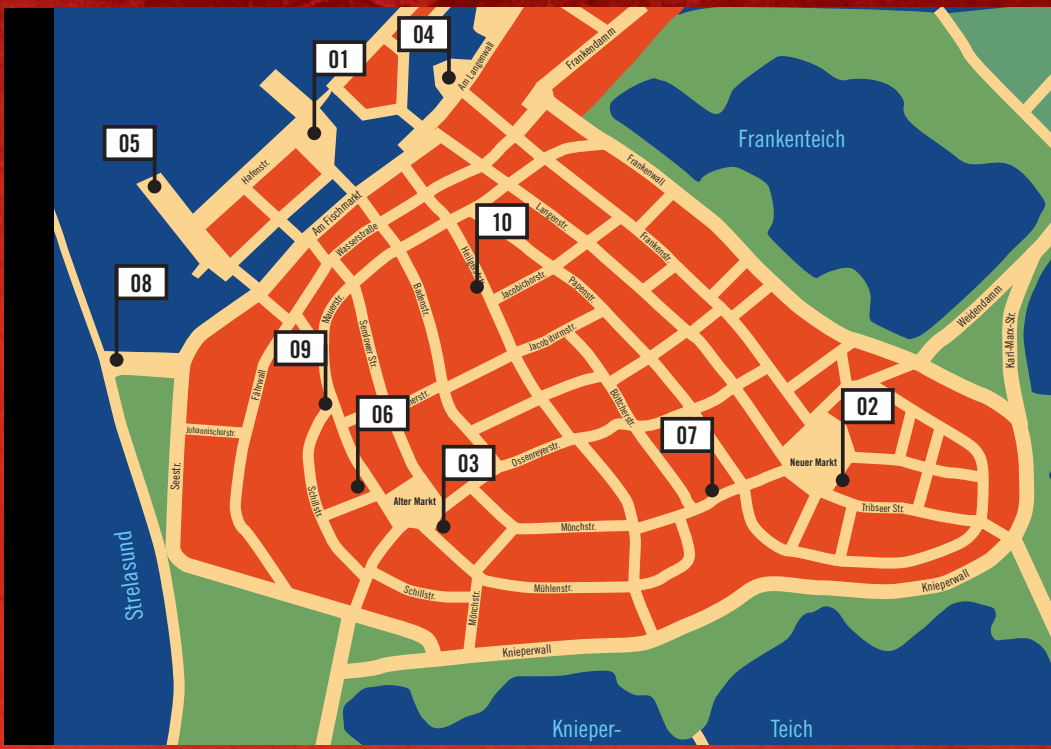 04
01
Am Langenwall
Frankendamm
05
Hafenstr.
Frankenteich
Frankenwall
Am Fischmarkt
Wasserstraße
10
Langenstr.
Frankenstr.
08
Jacobichorstr.
Papenstr.
Mauerstr.
Badenstr.
Semlower Str.
Weidendamm
Karl-Marx-Str.
09
Jacobiturmstr.
Fährwall
06
Böttcherstr.
02
07
Johannischorstr.
03
Ossenreyerstr.
Neuer Markt
Seestr.
Schillstr.
Alter Markt
Tribseer Str.
Mönchstr.
Strelasund
Schillstr.
Mönchstr.
Mühlenstr.
Knieperwall
Knieperwall
Knieper-
Teich